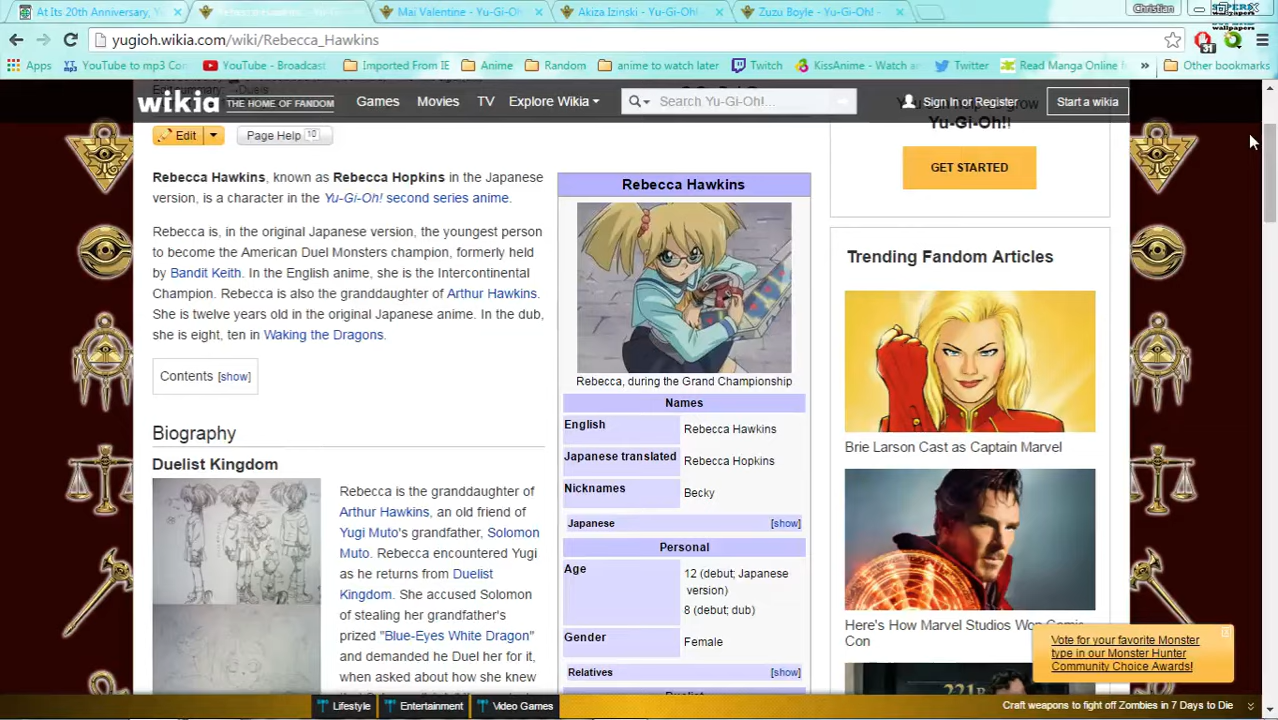 At Its 20th Anniversary, Y
Mai Valentine - Yu-Gi-Oh
Akiza Izinski - Yu-Gi-Oh!
Zuzu Boyle - Yu-Gi-Oh! -
Christian
yugioh.wikia.com/wiki/Rebecca_Hawkins
31
Apps
YouTube to mp3 Con
YouTube - Broadcast
Imported From IE
Anime
Random
anime to watch later
Twitch
KissAnime - Watch a
Twitter
Read Manga Online
Other bookmarks
wikia THE HOME OF FANDOM
Games
Movies
TV
Explore Wikia
Search Yu-Gi-Oh!...
Sign In or Register
Start a wikia
Edit
Page Help 10
grow
Yu-Gi-Oh!!
GET STARTED
Rebecca Hawkins, known as Rebecca Hopkins in the Japanese
version, is a character in the Yu-Gi-Oh! second series anime.
Rebecca is, in the original Japanese version, the youngest person
to become the American Duel Monsters champion, formerly held
by Bandit Keith. In the English anime, she is the Intercontinental
Champion. Rebecca is also the granddaughter of Arthur Hawkins.
She is twelve years old in the original Japanese anime. In the dub,
she is eight, ten in Waking the Dragons.
Contents [show]
Biography
Duelist Kingdom
Rebecca is the granddaughter of
Arthur Hawkins, an old friend of
Yugi Muto's grandfather, Solomon
Muto. Rebecca encountered Yugi
as he returns from Duelist
Kingdom. She accused Solomon
of stealing her grandfather's
prized "Blue-Eyes White Dragon"
and demanded he Duel her for it,
when asked about how she knew
Rebecca Hawkins
Rebecca, during the Grand Championship
Names
English
Rebecca Hawkins
Japanese translated
Rebecca Hopkins
Nicknames
Becky
Japanese
[show]
Personal
Age
12 (debut; Japanese
version)
8 (debut; dub)
Gender
Female
Relatives
[show]
Trending Fandom Articles
Brie Larson Cast as Captain Marvel
Here's How Marvel Studios Won Comic
Con
221B
Vote for your favorite Monster
type in our Monster Hunter
Community Choice Awards!
Lifestyle
Entertainment
Video Games
Craft weapons to fight off Zombies in 7 Days to Die